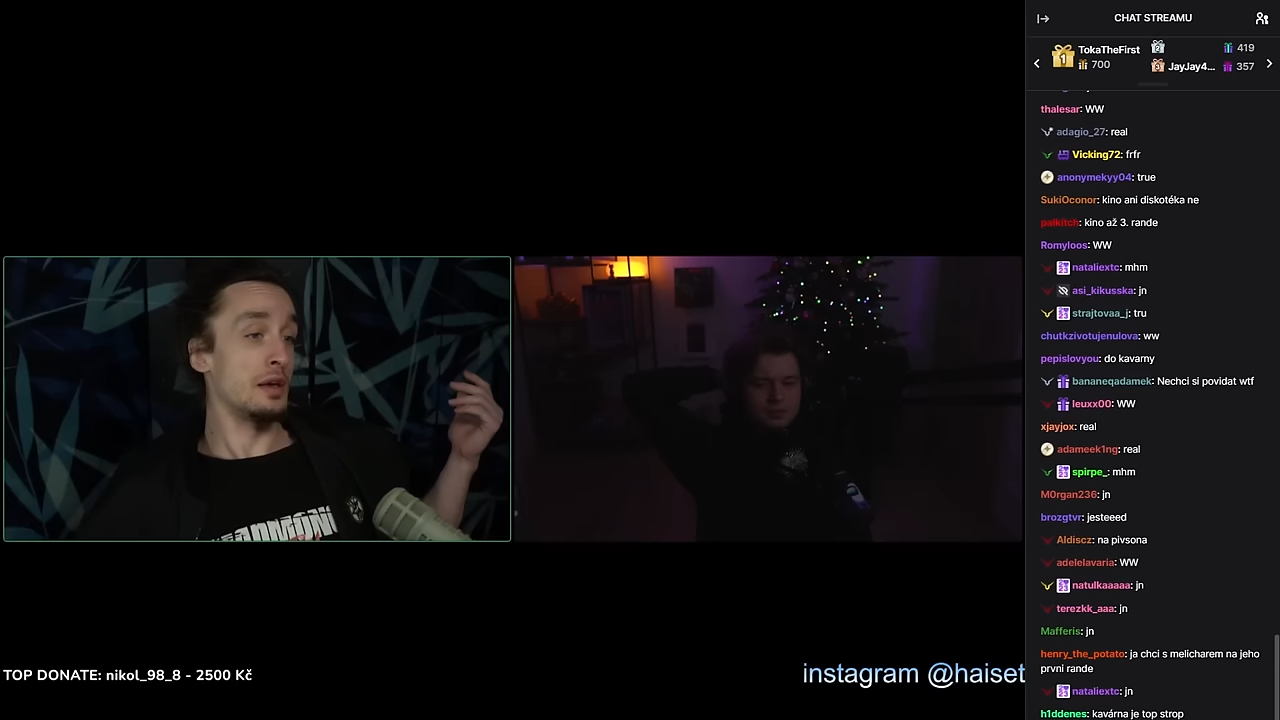 CHAT STREAMU
TokaTheFirst
700
419
JayJay4...
357
thalesar: WW
adagio_27: real
Vicking72: frfr
anonymekyy04: true
SukiOconor: kino ani diskotéka ne
palkitch: kino až 3. rande
Romyloos: WW
nataliextc: mhm
asi_kikusska: jn
strajtovaa_j: tru
chutkzivotujenulova: ww
pepislovyou: do kavarny
bananeqadamek: Nechci si povidat wtf
leuxx00: WW
xjayjox: real
adameek1ng: real
spirpe_: mhm
M0rgan236: jn
brozgtvr: jesteeed
Aldiscz: na pivsona
adelelavaria: WW
natulkaaaaa: jn
terezkk_aaa: jn
Mafferis: jn
henry_the_potato: ja chci s melicharem na jeho
prvni rande
nataliextc: jn
h1ddenes: kavárna je top strop
TOP DONATE: nikol_98_8 - 2500 Kč
instagram @haiset